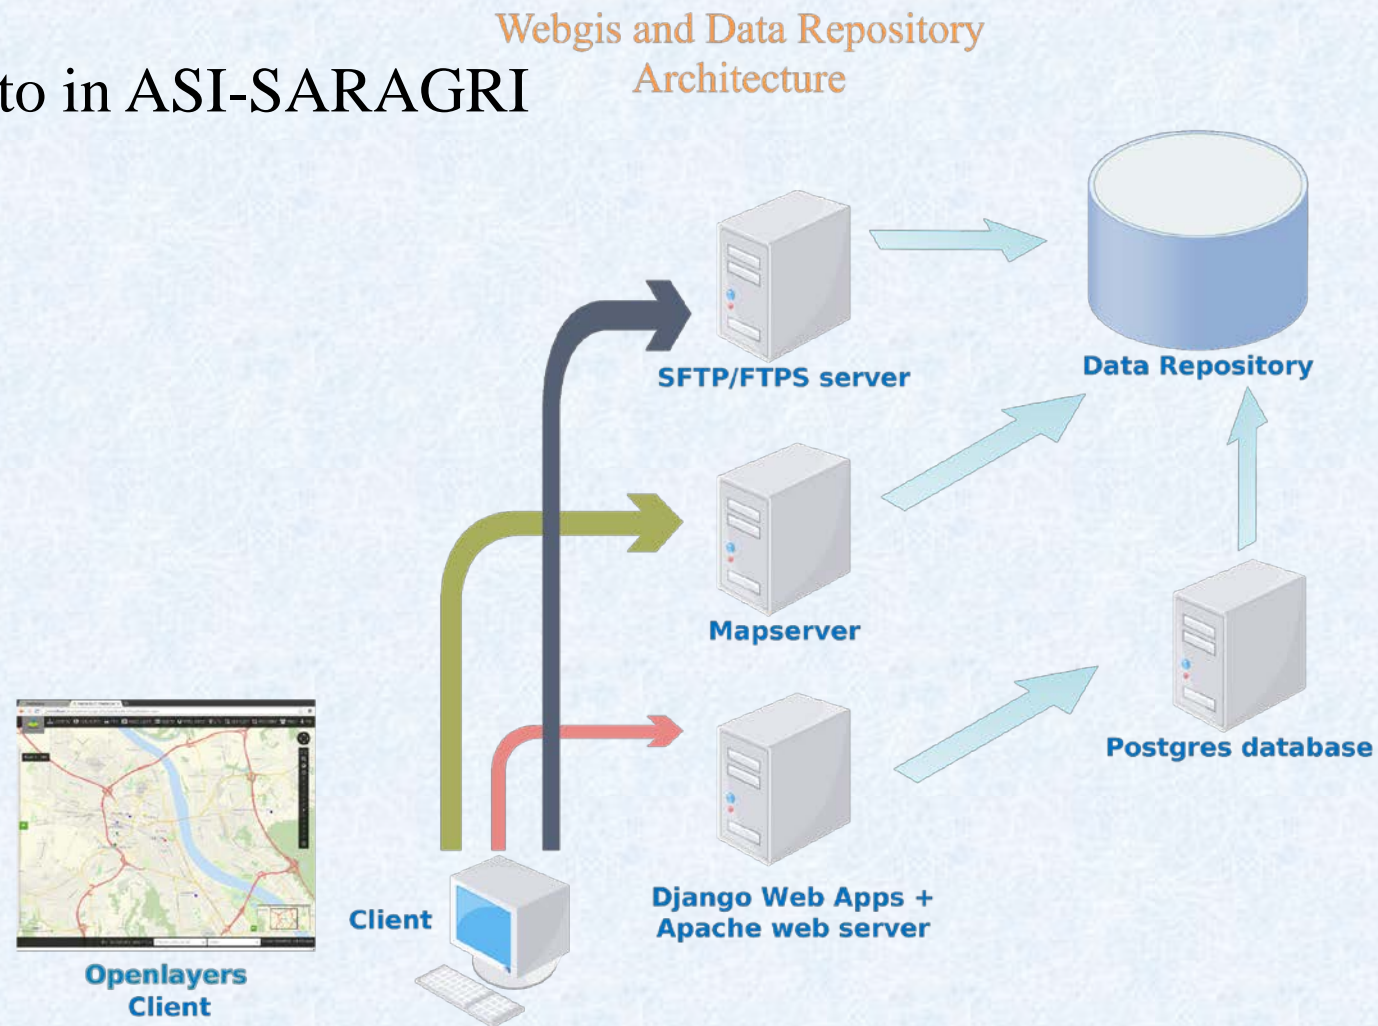 Webgis and Data Repository
Architecture
to in ASI-SARAGRI
SFTP/FTPS server
Data Repository
Mapserver
Postgres database
Django Web Apps +
Apache web server
Client
Openlayers
Client